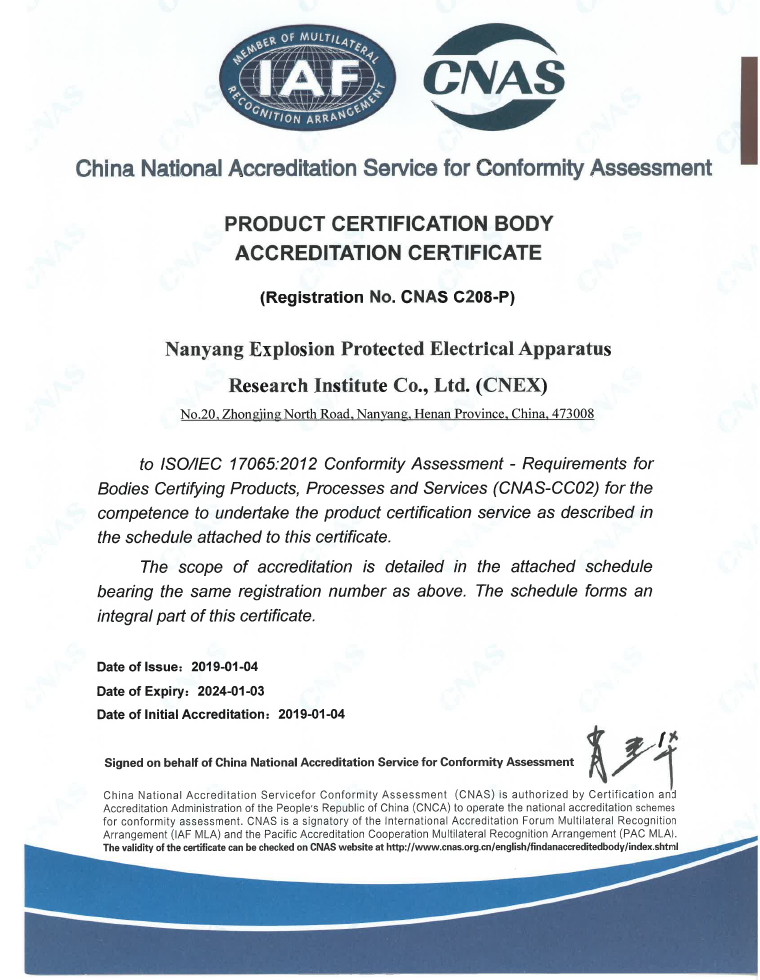 MEMBER OF MULTILATERAL
IAF
RECOGNITION ARRANGEMENT
CNAS
China National Accreditation Service for Conformity Assessment
PRODUCT CERTIFICATION BODY
ACCREDITATION CERTIFICATE
(Registration No. CNAS C208-P)
Nanyang Explosion Protected Electrical Apparatus
Research Institute Co., Ltd. (CNEX)
No.20, Zhongjing North Road, Nanyang, Henan Province, China, 473008
to ISO/IEC 17065:2012 Conformity Assessment - Requirements for
Bodies Certifying Products, Processes and Services (CNAS-CC02) for the
competence to undertake the product certification service as described in
the schedule attached to this certificate.
The scope of accreditation is detailed in the attached schedule
bearing the same registration number as above. The schedule forms an
integral part of this certificate.
Date of Issue: 2019-01-04
Date of Expiry: 2024-01-03
Date of Initial Accreditation: 2019-01-04
Signed on behalf of China National Accreditation Service for Conformity Assessment
China National Accreditation Servicefor Conformity Assessment (CNAS) is authorized by Certification and
Accreditation Administration of the People's Republic of China (CNCA) to operate the national accreditation schemes
for conformity assessment. CNAS is a signatory of the International Accreditation Forum Multilateral Recognition
Arrangement (IAF MLA) and the Pacific Accreditation Cooperation Multilateral Recognition Arrangement (PAC MLA).
The validity of the certificate can be checked on CNAS website at http://www.cnas.org.cn/english/findanaccreditedbody/index.shtml